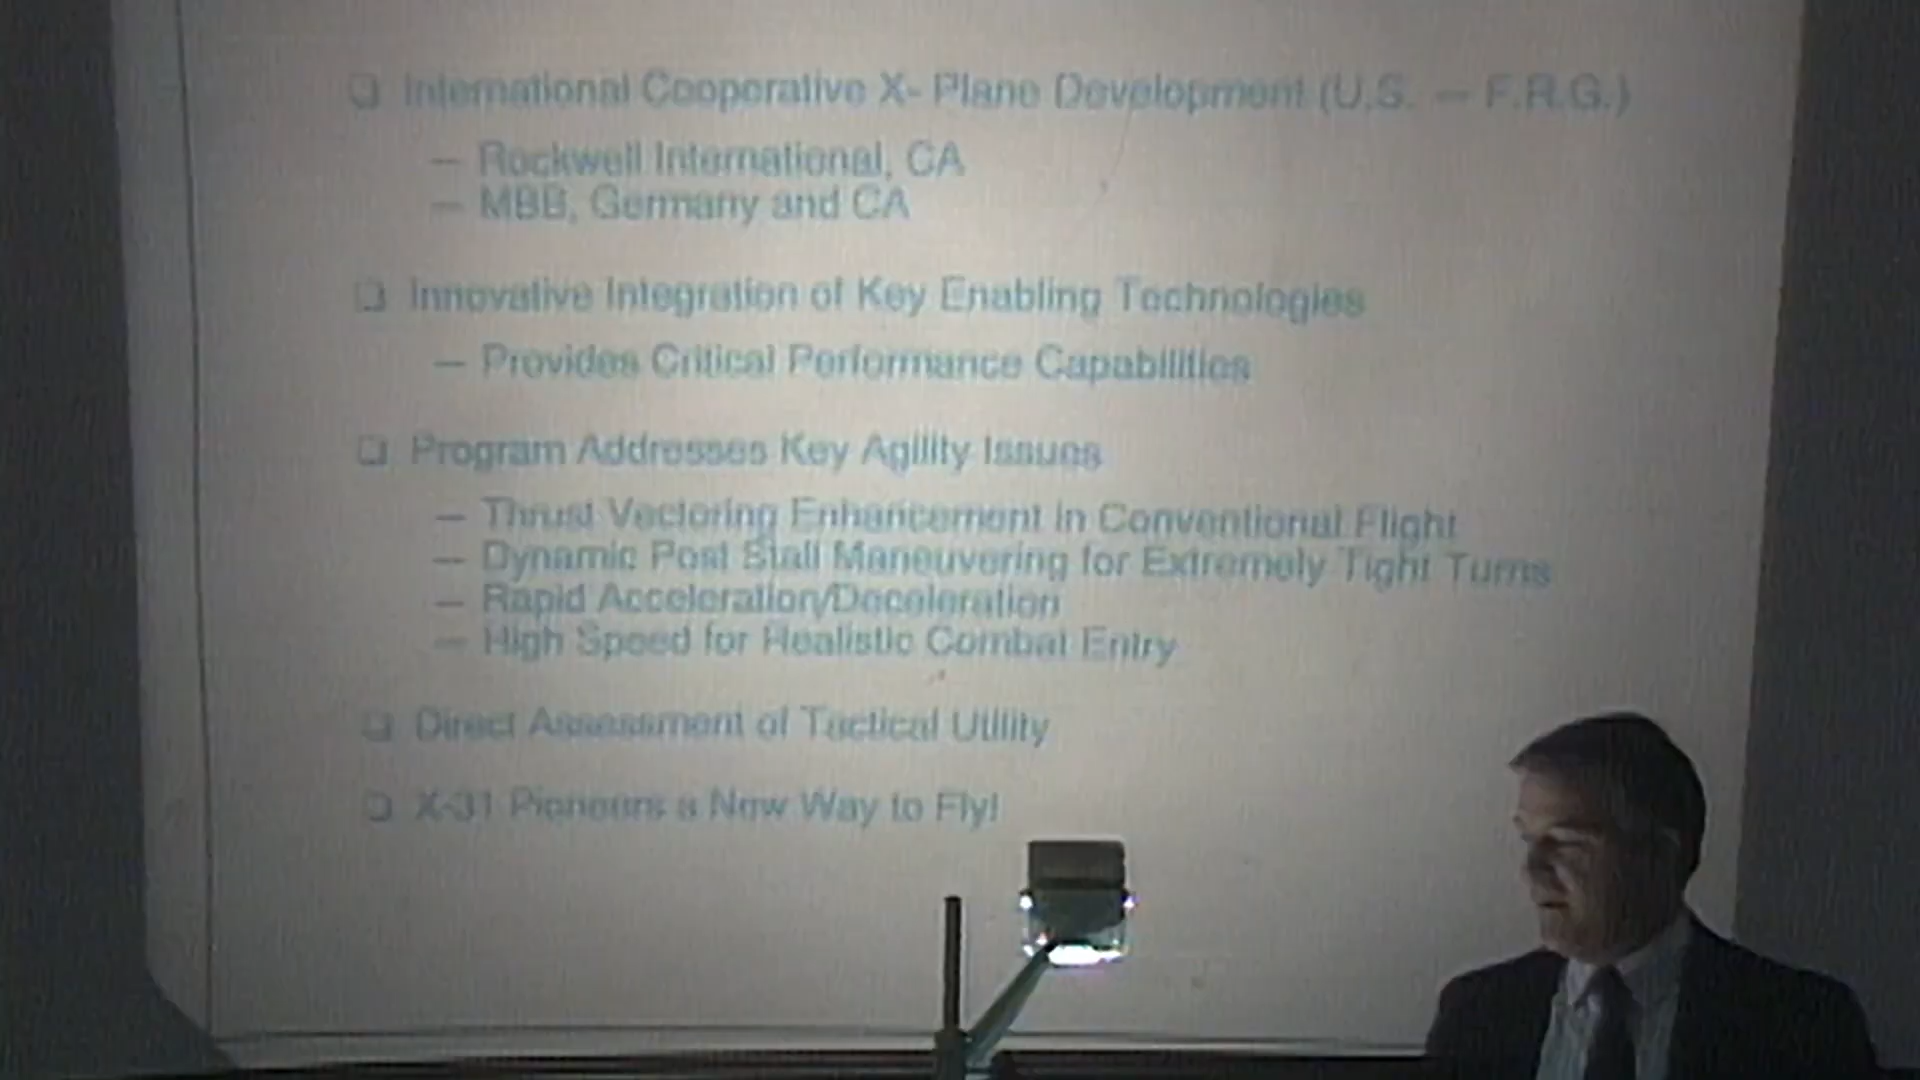 ❑ International Cooperative X- Plane Development (U.S. — F.R.G.)
— Rockwell International, CA
— MBB, Germany and CA
❑ Innovative Integration of Key Enabling Technologies
— Provides Critical Performance Capabilities
❑ Program Addresses Key Agility Issues
— Thrust Vectoring Enhancement in Conventional Flight
— Dynamic Post Stall Maneuvering for Extremely Tight Turns
— Rapid Acceleration/Deceleration
— High Speed for Realistic Combat Entry
❑ Direct Assessment of Tactical Utility
❑ X-31 Pioneers a New Way to Fly!